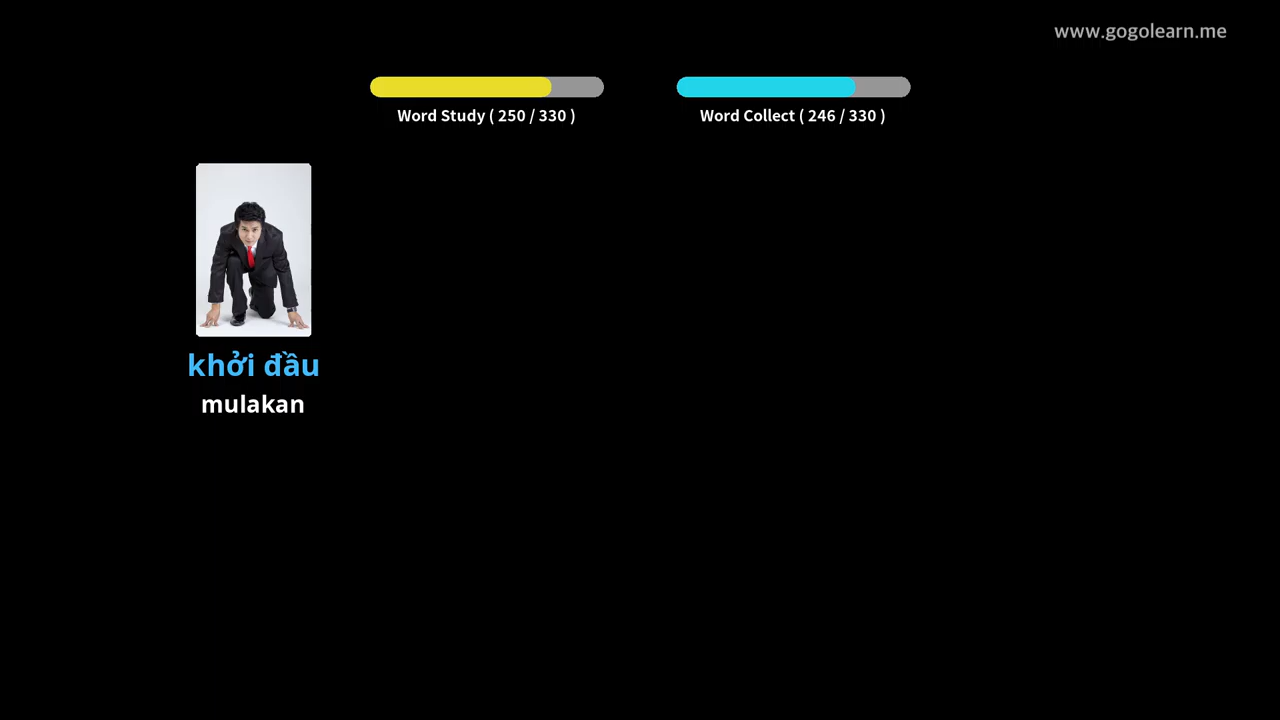 www.gogolearn.me
Word Study ( 250 / 330 )
Word Collect ( 246 / 330 )
khởi đầu
mulakan